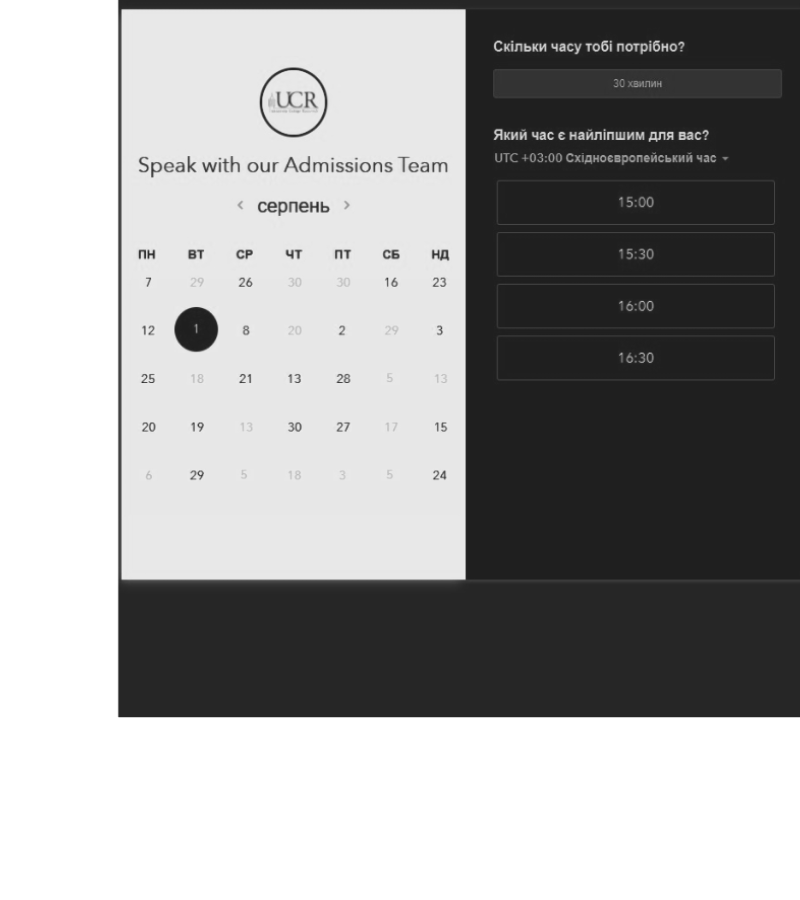 UCR
Speak with our Admissions Team
< серпень >
ПН ВТ СР ЧТ ПТ СБ НД
7 29 26 30 30 16 23
12 1 8 20 2 29 3
25 18 21 13 28 5 13
20 19 13 30 27 17 15
6 29 5 18 3 5 24
Скільки часу тобі потрібно?
30 хвилин
Який час є найліпшим для вас?
UTC +03:00 Східноєвропейський час
15:00
15:30
16:00
16:30